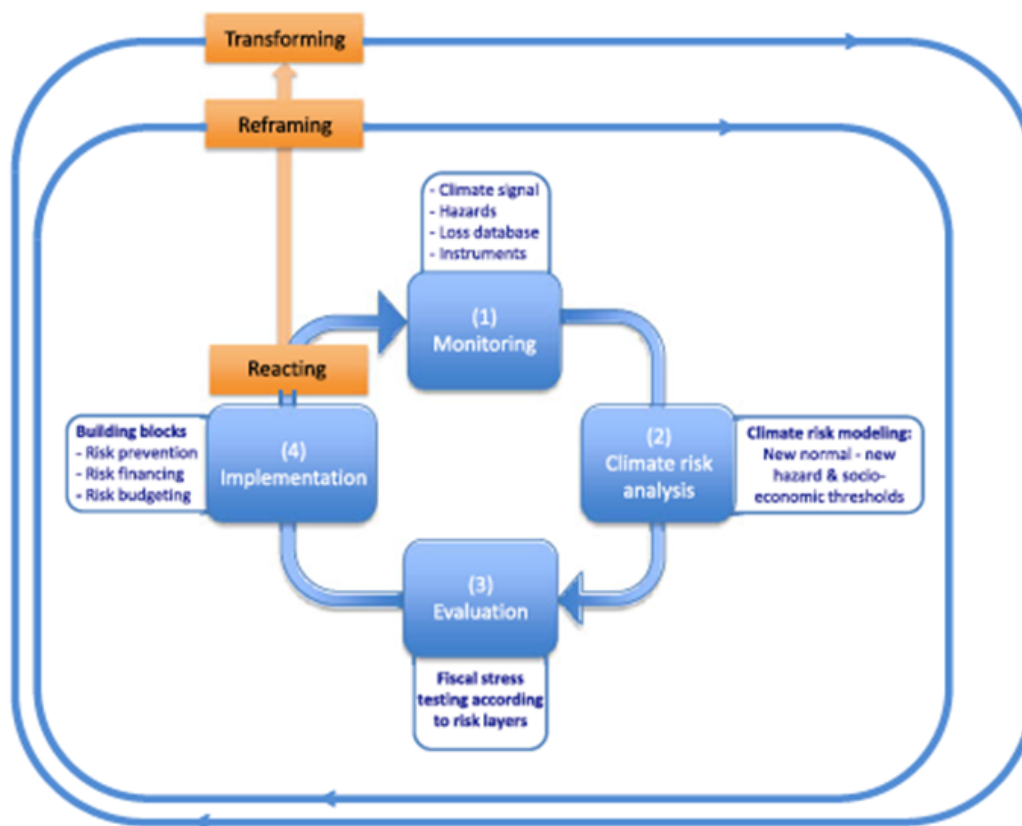 Transforming
Reframing
- Climate signal
- Hazards
- Loss database
- Instruments
(1)
Monitoring
Reacting
Building blocks
- Risk prevention
- Risk financing
- Risk budgeting
(4)
Implementation
(2)
Climate risk
analysis
Climate risk modeling:
New normal - new
hazard & socio-
economic thresholds
(3)
Evaluation
Fiscal stress
testing according
to risk layers